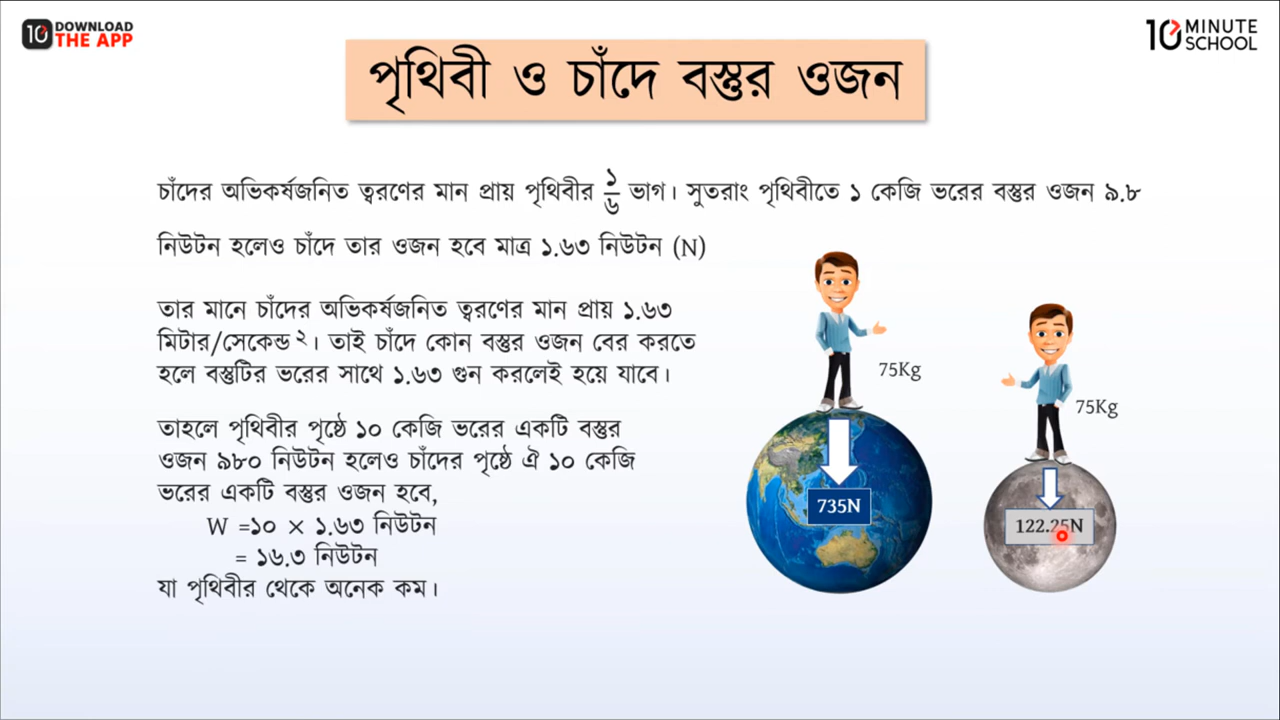 DOWNLOAD
THE APP
10 MINUTE
SCHOOL
পৃথিবী ও চাঁদে বস্তুর ওজন
চাঁদের অভিকর্ষজনিত ত্বরণের মান প্রায় পৃথিবীর ১/৬ ভাগ। সুতরাং পৃথিবীতে ১ কেজি ভরের বস্তুর ওজন ৯.৮
নিউটন হলেও চাঁদে তার ওজন হবে মাত্র ১.৬৩ নিউটন (N)
তার মানে চাঁদের অভিকর্ষজনিত ত্বরণের মান প্রায় ১.৬৩
মিটার/সেকেন্ড²। তাই চাঁদে কোন বস্তুর ওজন বের করতে
হলে বস্তুটির ভরের সাথে ১.৬৩ গুন করলেই হয়ে যাবে।
তাহলে পৃথিবীর পৃষ্ঠে ১০ কেজি ভরের একটি বস্তুর
ওজন ৯৮০ নিউটন হলেও চাঁদের পৃষ্ঠে ঐ ১০ কেজি
ভরের একটি বস্তুর ওজন হবে,
W =১০ × ১.৬৩ নিউটন
= ১৬.৩ নিউটন
যা পৃথিবীর থেকে অনেক কম।
75Kg
735N
75Kg
122.25N